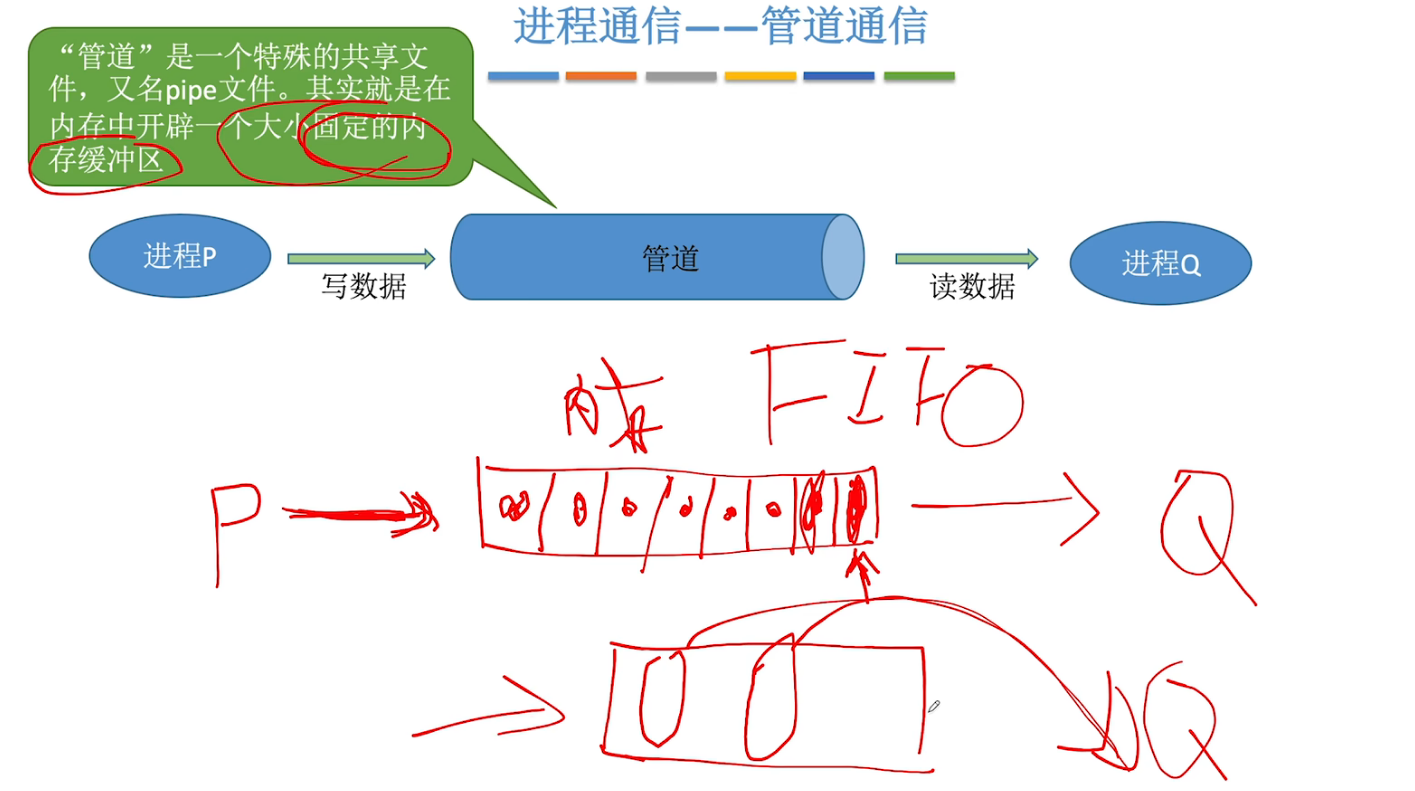 进程通信——管道通信
“管道”是一个特殊的共享文
件，又名pipe文件。其实就是在
内存中开辟一个大小固定的内
存缓冲区
进程P
写数据
管道
读数据
进程Q
内存
FIFO
P
Q
Q